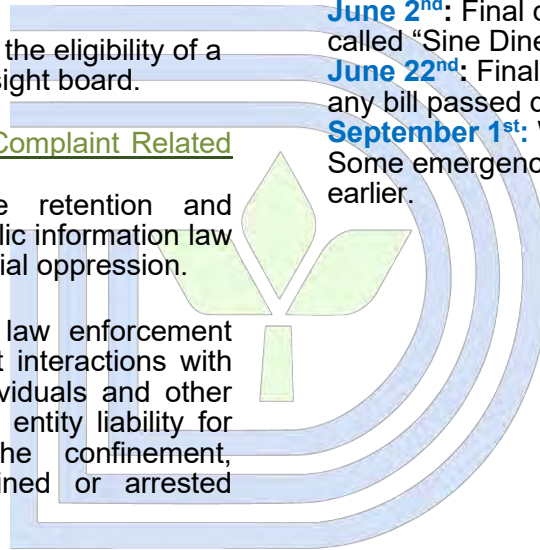 the eligibility of a
sight board.
Complaint Related
retention and
lic information law
ial oppression.
law enforcement
t interactions with
viduals and other
entity liability for
he confinement,
ined or arrested
June 2nd: Final
called “Sine Dine
June 22nd: Final
any bill passed
September 1st:
Some emergenc
earlier.